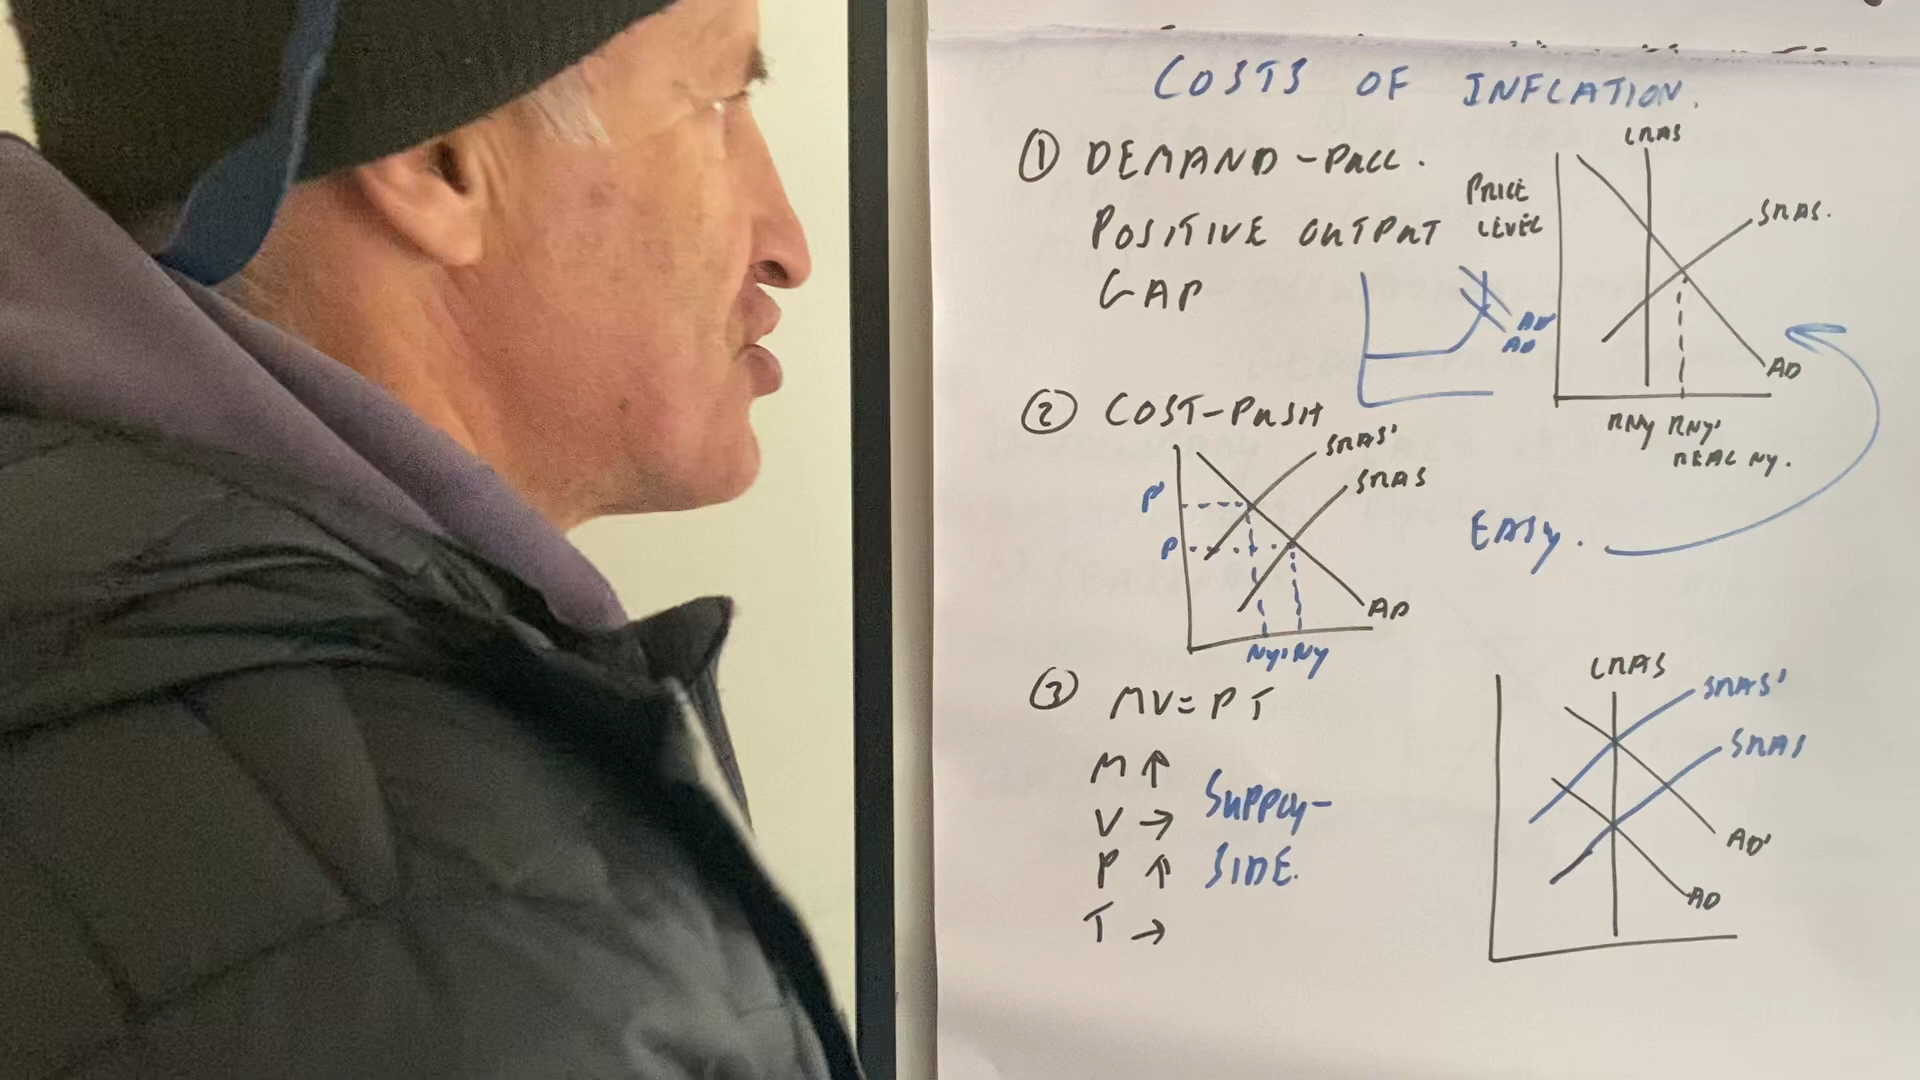 COSTS OF INFLATION.
① DEMAND-PULL.
POSITIVE OUTPUT
GAP
PRICE
LEVEL
LRAS
SRAS.
AD
RNY RNY'
REAL NY.
AD'
AD
② COST-PUSH
SRAS'
SRAS
P'
P
AD
NY' NY
EASY.
③ MV=PT
M↑
V→
P↑
T→
SUPPLY-
SIDE.
LRAS
SRAS'
SRAS
AD'
AD